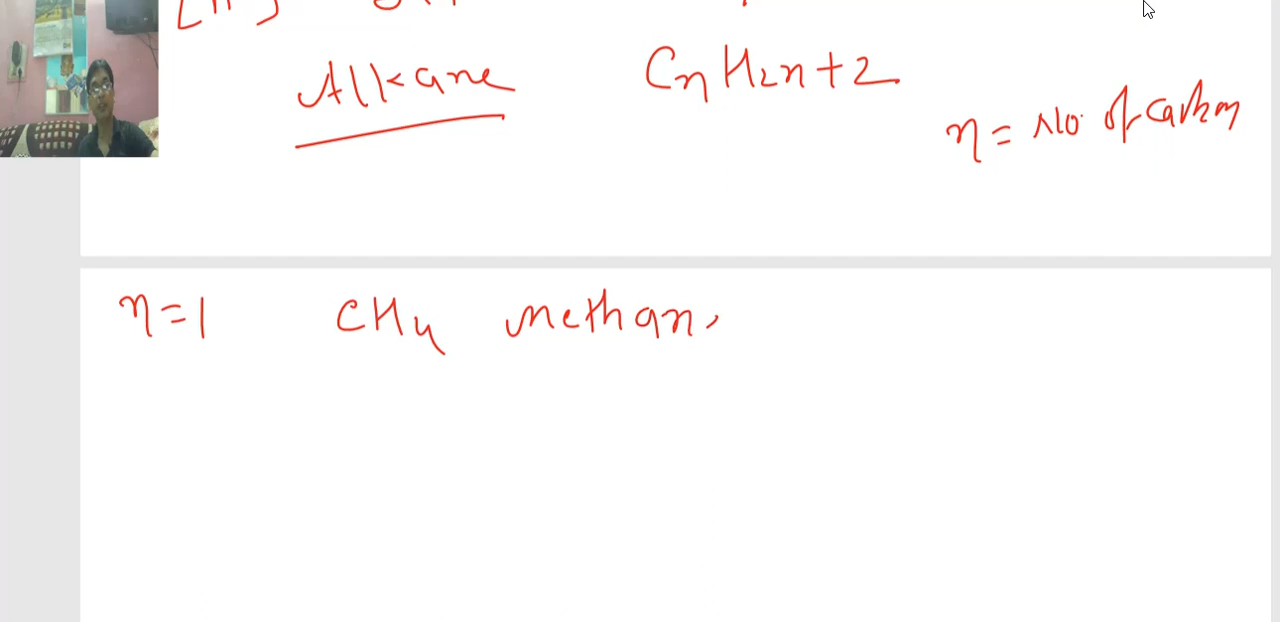 Alkane CnH2n+2
n = No. of carbon
n=1 CH4 methan